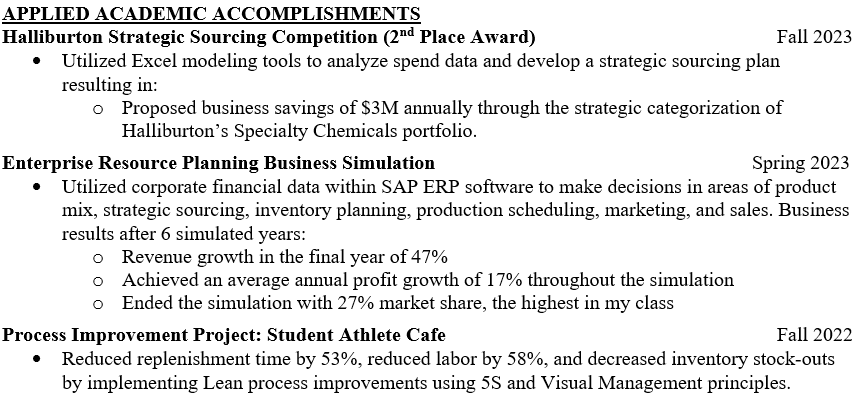 APPLIED ACADEMIC ACCOMPLISHMENTS
Halliburton Strategic Sourcing Competition (2nd Place Award) Fall 2023
• Utilized Excel modeling tools to analyze spend data and develop a strategic sourcing plan
resulting in:
o Proposed business savings of $3M annually through the strategic categorization of
Halliburton's Specialty Chemicals portfolio.
Enterprise Resource Planning Business Simulation Spring 2023
• Utilized corporate financial data within SAP ERP software to make decisions in areas of product
mix, strategic sourcing, inventory planning, production scheduling, marketing, and sales. Business
results after 6 simulated years:
o Revenue growth in the final year of 47%
o Achieved an average annual profit growth of 17% throughout the simulation
o Ended the simulation with 27% market share, the highest in my class
Process Improvement Project: Student Athlete Cafe Fall 2022
• Reduced replenishment time by 53%, reduced labor by 58%, and decreased inventory stock-outs
by implementing Lean process improvements using 5S and Visual Management principles.